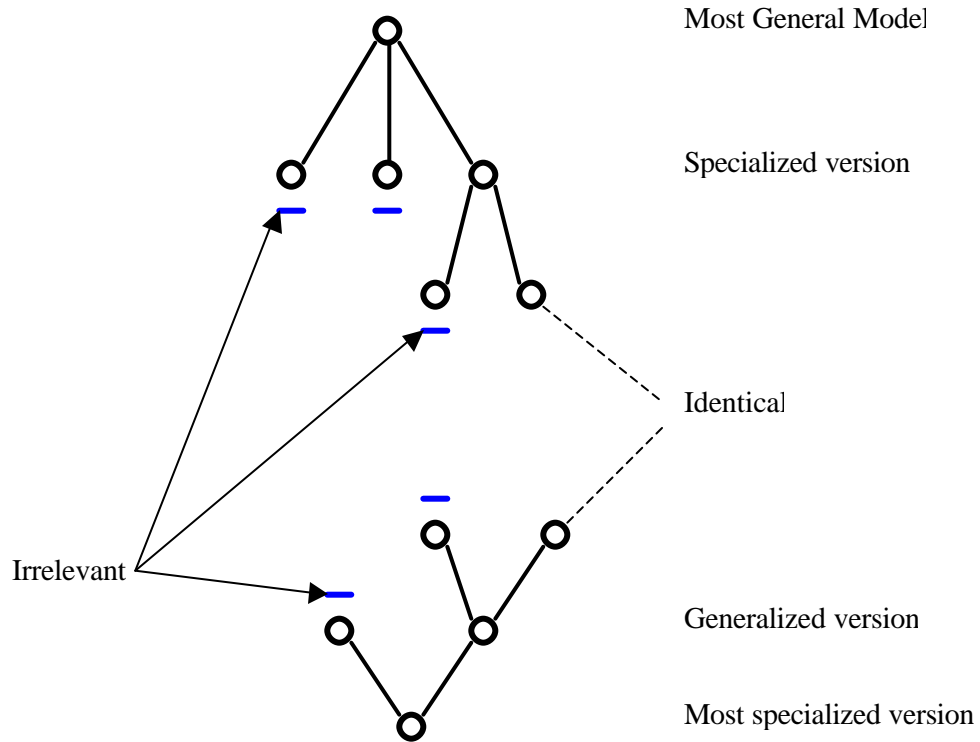 Most General Model
Specialized version
Identical
Irrelevant
Generalized version
Most specialized version